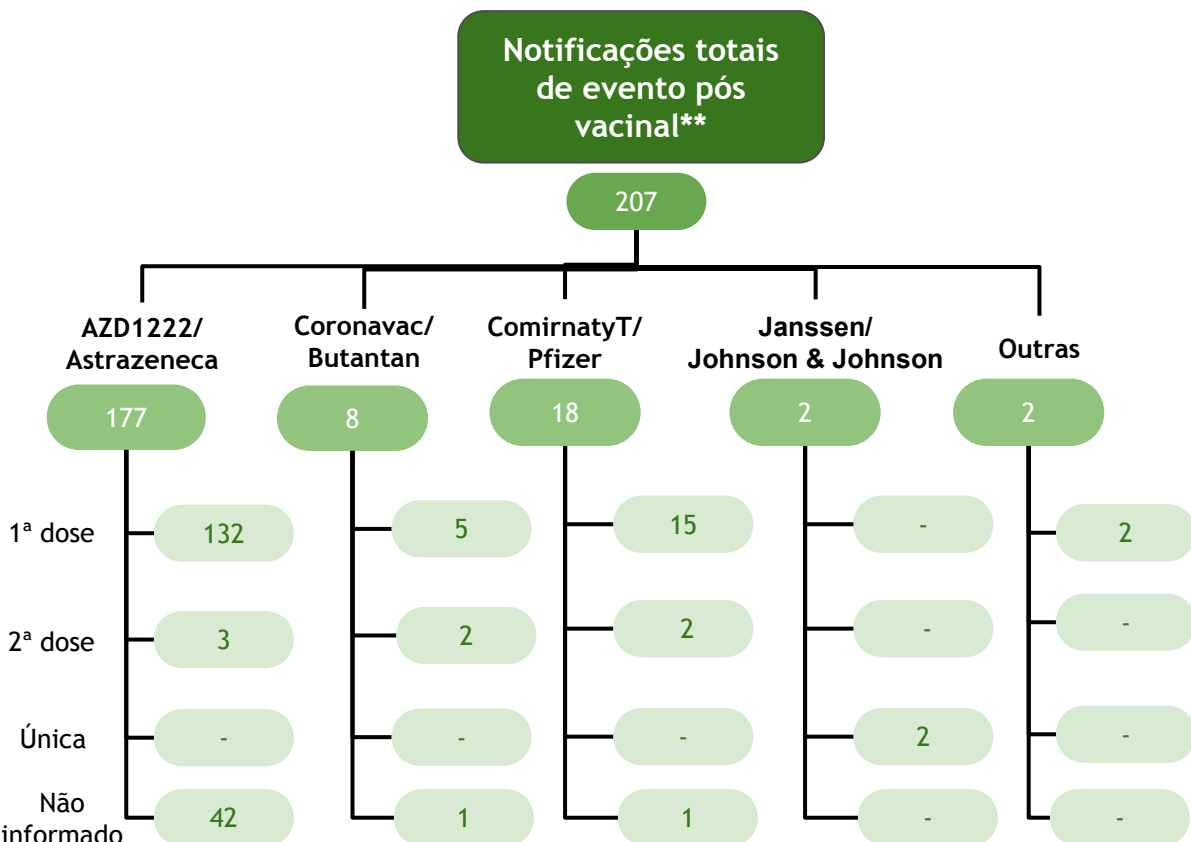 Notificações totais
de evento pós
vacinal**
207
AZD1222/
Astrazeneca
Coronavac/
Butantan
ComirnatyT/
Pfizer
Janssen/
Johnson & Johnson
Outras
177
8
18
2
2
1ª dose
132
5
15
-
2
2ª dose
3
2
2
-
-
Única
-
-
-
2
-
Não
informado
42
1
1
-
-